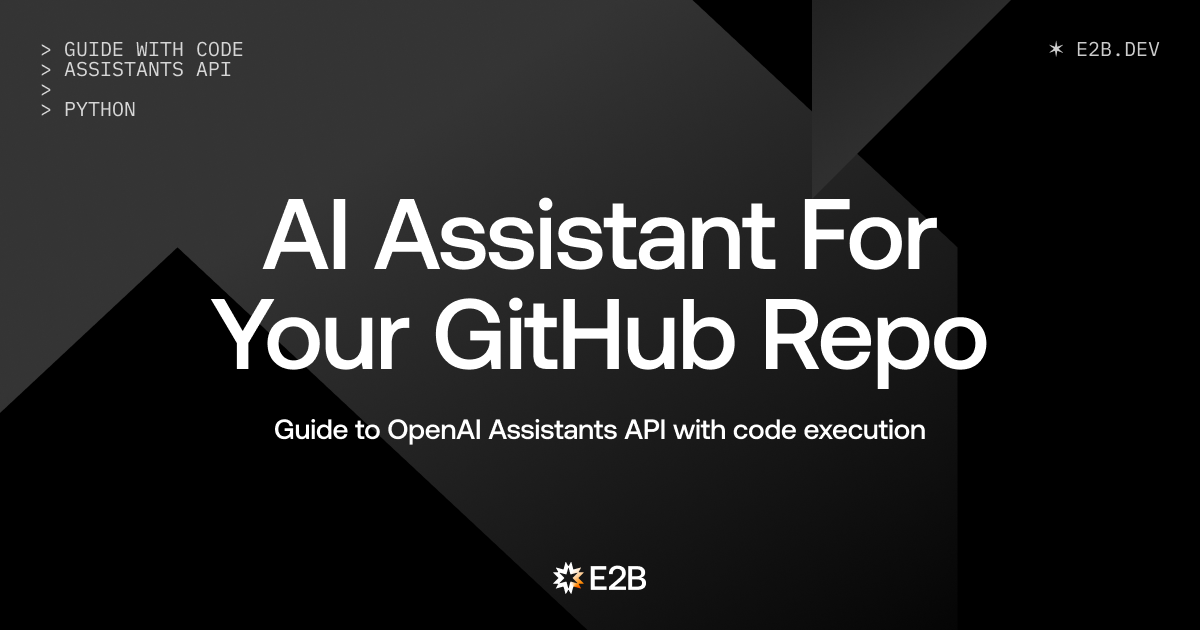 > GUIDE WITH CODE
> ASSISTANTS API
>
> PYTHON
✶ E2B.DEV
AI Assistant For
Your GitHub Repo
Guide to OpenAI Assistants API with code execution
E2B